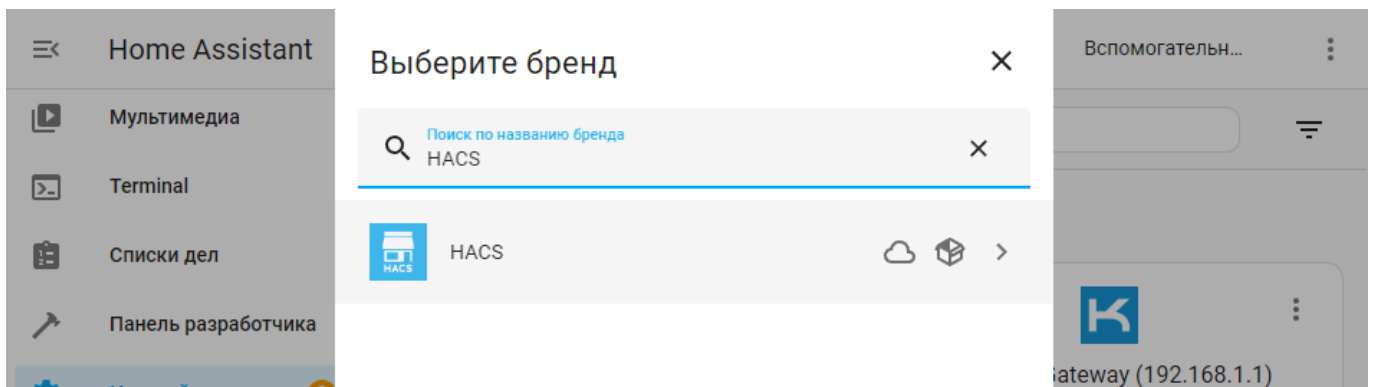 Home Assistant
Мультимедиа
Terminal
Списки дел
Панель разработчика
Выберите бренд
Поиск по названию бренда
HACS
HACS
HACS
Вспомогательн...
ateway (192.168.1.1)